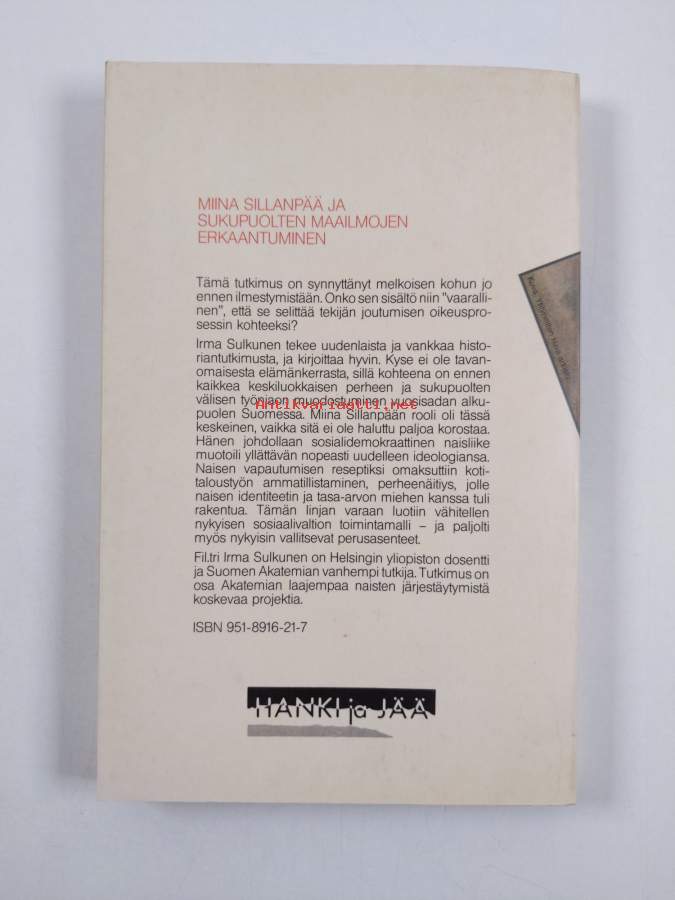 MIINA SILLANPÄÄ JA
SUKUPUOLTEN MAAILMOJEN
ERKAANTUMINEN
Tämä tutkimus on synnyttänyt melkoisen kohun jo
ennen ilmestymistään. Onko sen sisältö niin "vaaralli-
nen", että se selittää tekijän joutumisen oikeuspro-
sessin kohteeksi?
Irma Sulkunen tekee uudenlaista ja vankkaa histo-
riantutkimusta, ja kirjoittaa hyvin. Kyse ei ole tavan-
omaisesta elämänkerrasta, sillä kohteena on ennen
kaikkea keskiluokkaisen perheen ja sukupuolten
välisen työnjaon muodostuminen vuosisadan alku-
puolen Suomessa. Miina Sillanpään rooli oli tässä
keskeinen, vaikka sitä ei ole haluttu paljoa korostaa.
Hänen johdollaan sosialidemokraattinen naisliike
muotoili yllättävän nopeasti uudelleen ideologiansa.
Naisen vapautumisen reseptiksi omaksuttiin koti-
taloustyön ammatillistaminen, perheenäitiys, jolle
naisen identiteetin ja tasa-arvon miehen kanssa tuli
rakentua. Tämän linjan varaan luotiin vähitellen
nykyisen sosiaalivaltion toimintamalli – ja paljolti
myös nykyisin vallitsevat perusasenteet.
Fil.tri Irma Sulkunen on Helsingin yliopiston dosentti
ja Suomen Akatemian vanhempi tutkija. Tutkimus on
osa Akatemian laajempaa naisten järjestäytymistä
koskevaa projektia.
ISBN 951-8916-21-7
HANKI ja JÄÄ
Antikvariaatti.net